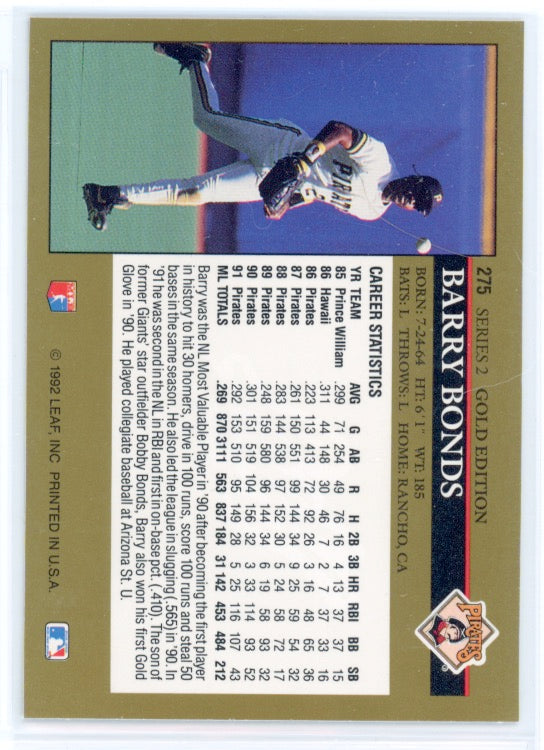 275 SERIES 2 GOLD EDITION
BARRY BONDS
BORN: 7-24-64 HT: 6'1" WT: 185
BATS: L THROWS: L HOME: RANCHO, CA
PIRATES
CAREER STATISTICS
YR TEAM AVG G AB R H 2B 3B HR RBI BB SB
85 Prince William .299 71 254 49 76 16 4 13 37 37 15
86 Hawaii .311 44 148 30 46 7 2 7 37 33 16
86 Pirates .223 113 413 72 92 26 3 16 48 65 36
87 Pirates .261 150 551 99 144 34 9 25 59 54 32
88 Pirates .283 144 538 97 152 30 5 24 58 72 17
89 Pirates .248 159 580 96 144 34 6 19 58 93 32
90 Pirates .301 151 519 104 156 32 3 33 114 93 52
91 Pirates .292 153 510 95 149 28 5 25 116 107 43
ML TOTALS .269 870 3111 563 837 184 31 142 453 484 212
Barry was the NL Most Valuable Player in '90 after becoming the first player
in history to hit 30 homers, drive in 100 runs, score 100 runs and steal 50
bases in the same season. He also led the league in slugging (.565) in '90. In
'91 he was second in the NL in RBI and first in on-base pct. (.410). The son of
former Giants' star outfielder Bobby Bonds, Barry also won his first Gold
Glove in '90. He played collegiate baseball at Arizona St. U.
© 1992 LEAF, INC. PRINTED IN U.S.A.